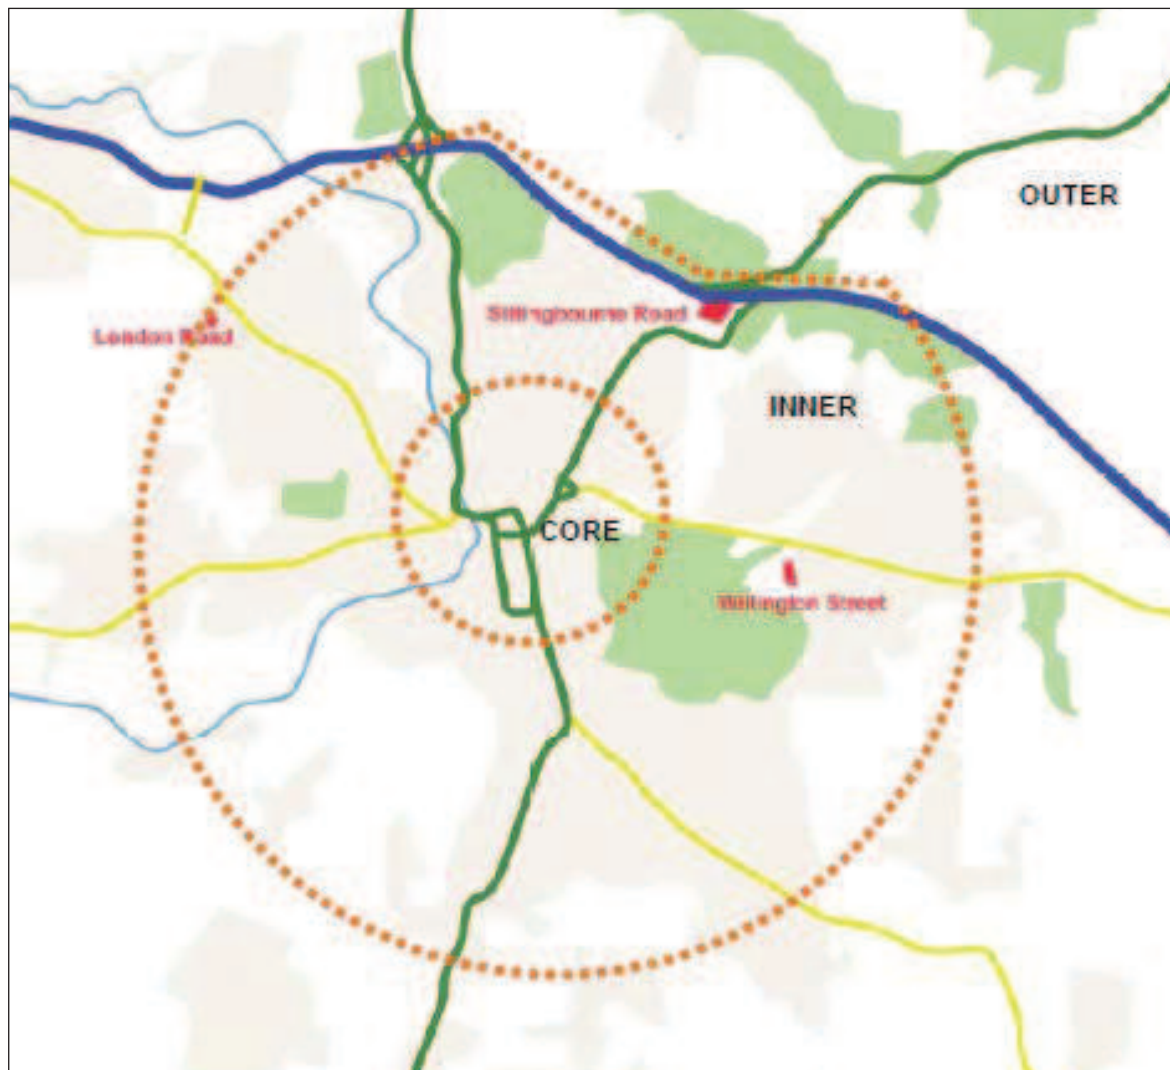 OUTER
Sittingbourne Road
London Road
INNER
CORE
Willington Street